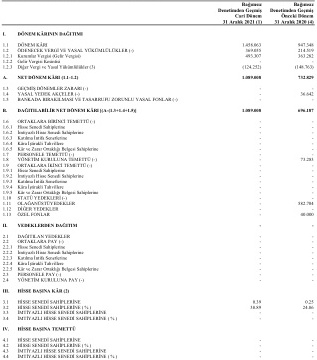 Bağımsız Bağımsız
Denetimden Geçmiş Denetimden Geçmiş
Cari Dönem Önceki Dönem
31 Aralık 2021 (1) 31 Aralık 2020 (4)
I. DÖNEM KÂRININ DAĞITIMI
1.1 DÖNEM KÂRI 947.348
1.2 ÖDENECEK VERGİ VE YASAL YÜKÜMLÜLÜKLER (-) 214.519
1.2.1 Kurumlar Vergisi (Gelir Vergisi) 493.307 363.282
1.2.2 Gelir Vergisi Kesintisi - -
1.2.3 Diğer Vergi ve Yasal Yükümlülükler (3) (124.252) (148.763)
A. NET DÖNEM KÂRI (1.1-1.2) 1.089.008 732.829
1.3 GEÇMİŞ DÖNEMLER ZARARI (-) - -
1.4 YASAL YEDEK AKÇELER (-) - 36.642
1.5 BANKADA BIRAKILMASI VE TASARRUFU ZORUNLU YASAL FONLAR (-) - -
B. DAĞITILABİLİR NET DÖNEM KÂRI [(A-(1.3+1.4+1.5)] 1.089.008 696.187
1.6 ORTAKLARA BİRİNCİ TEMETTÜ (-) - -
1.6.1 Hisse Senedi Sahiplerine - -
1.6.2 İmtiyazlı Hisse Senedi Sahiplerine - -
1.6.3 Katılma İntifa Senetlerine - -
1.6.4 Kâra İştirakli Tahvillere - -
1.6.5 Kâr ve Zarar Ortaklığı Belgesi Sahiplerine - -
1.7 PERSONELE TEMETTÜ (-) - -
1.8 YÖNETİM KURULUNA TEMETTÜ (-) - 73.283
1.9 ORTAKLARA İKİNCİ TEMETTÜ (-) - -
1.9.1 Hisse Senedi Sahiplerine - -
1.9.2 İmtiyazlı Hisse Senedi Sahiplerine - -
1.9.3 Katılma İntifa Senetlerine - -
1.9.4 Kâra İştirakli Tahvillere - -
1.9.5 Kâr ve Zarar Ortaklığı Belgesi Sahiplerine - -
1.10 STATÜ YEDEKLERİ (-) - -
1.11 OLAĞANÜSTÜ YEDEKLER - 582.904
1.12 DİĞER YEDEKLER - -
1.13 ÖZEL FONLAR - 40.000
II. YEDEKLERDEN DAĞITIM
2.1 DAĞITILAN YEDEKLER - -
2.2 ORTAKLARA PAY (-) - -
2.2.1 Hisse Senedi Sahiplerine - -
2.2.2 İmtiyazlı Hisse Senedi Sahiplerine - -
2.2.3 Katılma İntifa Senetlerine - -
2.2.4 Kâra İştirakli Tahvillere - -
2.2.5 Kâr ve Zarar Ortaklığı Belgesi Sahiplerine - -
2.3 PERSONELE PAY (-) - -
2.4 YÖNETİM KURULUNA PAY (-) - -
III. HİSSE BAŞINA KÂR (2)
3.1 HİSSE SENEDİ SAHİPLERİNE 0.39 0.25
3.2 HİSSE SENEDİ SAHİPLERİNE ( % ) 38.89 24.86
3.3 İMTİYAZLI HİSSE SENEDİ SAHİPLERİNE - -
3.4 İMTİYAZLI HİSSE SENEDİ SAHİPLERİNE ( % ) - -
IV. HİSSE BAŞINA TEMETTÜ
4.1 HİSSE SENEDİ SAHİPLERİNE - -
4.2 HİSSE SENEDİ SAHİPLERİNE ( % ) - -
4.3 İMTİYAZLI HİSSE SENEDİ SAHİPLERİNE - -
4.4 İMTİYAZLI HİSSE SENEDİ SAHİPLERİNE ( % ) - -